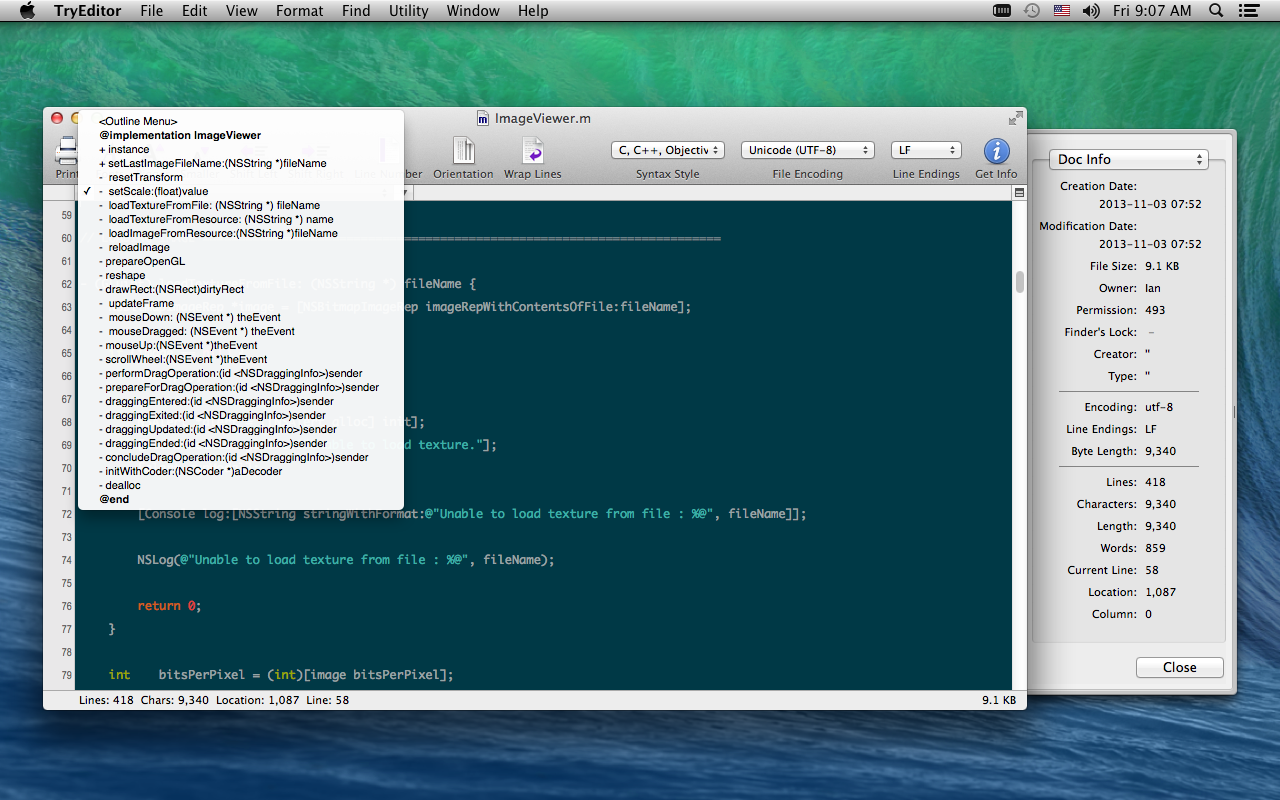 TryEditor File Edit View Format Find Utility Window Help Fri 9:07 AM
ImageViewer.m
C, C++, Objectiv Unicode (UTF-8) LF
Print Number Orientation Wrap Lines Syntax Style File Encoding Line Endings Get Info
<Outline Menu>
@implementation ImageViewer
+ instance
+ setLastImageFileName:(NSString *)fileName
- resetTransform
✓ - setScale:(float)value
- loadTextureFromFile: (NSString *) fileName
- loadTextureFromResource: (NSString *) name
- loadImageFromResource:(NSString *)fileName
- reloadImage
- prepareOpenGL
- reshape
- drawRect:(NSRect)dirtyRect
- updateFrame
- mouseDown: (NSEvent *) theEvent
- mouseDragged: (NSEvent *) theEvent
- mouseUp:(NSEvent *)theEvent
- scrollWheel:(NSEvent *)theEvent
- performDragOperation:(id <NSDraggingInfo>)sender
- prepareForDragOperation:(id <NSDraggingInfo>)sender
- draggingEntered:(id <NSDraggingInfo>)sender
- draggingExited:(id <NSDraggingInfo>)sender
- draggingUpdated:(id <NSDraggingInfo>)sender
- draggingEnded:(id <NSDraggingInfo>)sender
- concludeDragOperation:(id <NSDraggingInfo>)sender
- initWithCoder:(NSCoder *)aDecoder
- dealloc
@end
59
60 ====================================
61
62 File: (NSString *) fileName {
63 = [NSBitmapImageRep imageRepWithContentsOfFile:fileName];
64
65
66
67
68 init];
69 load texture."];
70
71
72 [Console log:[NSString stringWithFormat:@"Unable to load texture from file : %@", fileName]];
73
74 NSLog(@"Unable to load texture from file : %@", fileName);
75
76 return 0;
77 }
78
79 int bitsPerPixel = (int)[image bitsPerPixel];
Lines: 418 Chars: 9,340 Location: 1,087 Line: 58 9.1 KB
Doc Info
Creation Date:
2013-11-03 07:52
Modification Date:
2013-11-03 07:52
File Size: 9.1 KB
Owner: Ian
Permission: 493
Finder's Lock: –
Creator: ''
Type: ''
Encoding: utf-8
Line Endings: LF
Byte Length: 9,340
Lines: 418
Characters: 9,340
Length: 9,340
Words: 859
Current Line: 58
Location: 1,087
Column: 0
Close